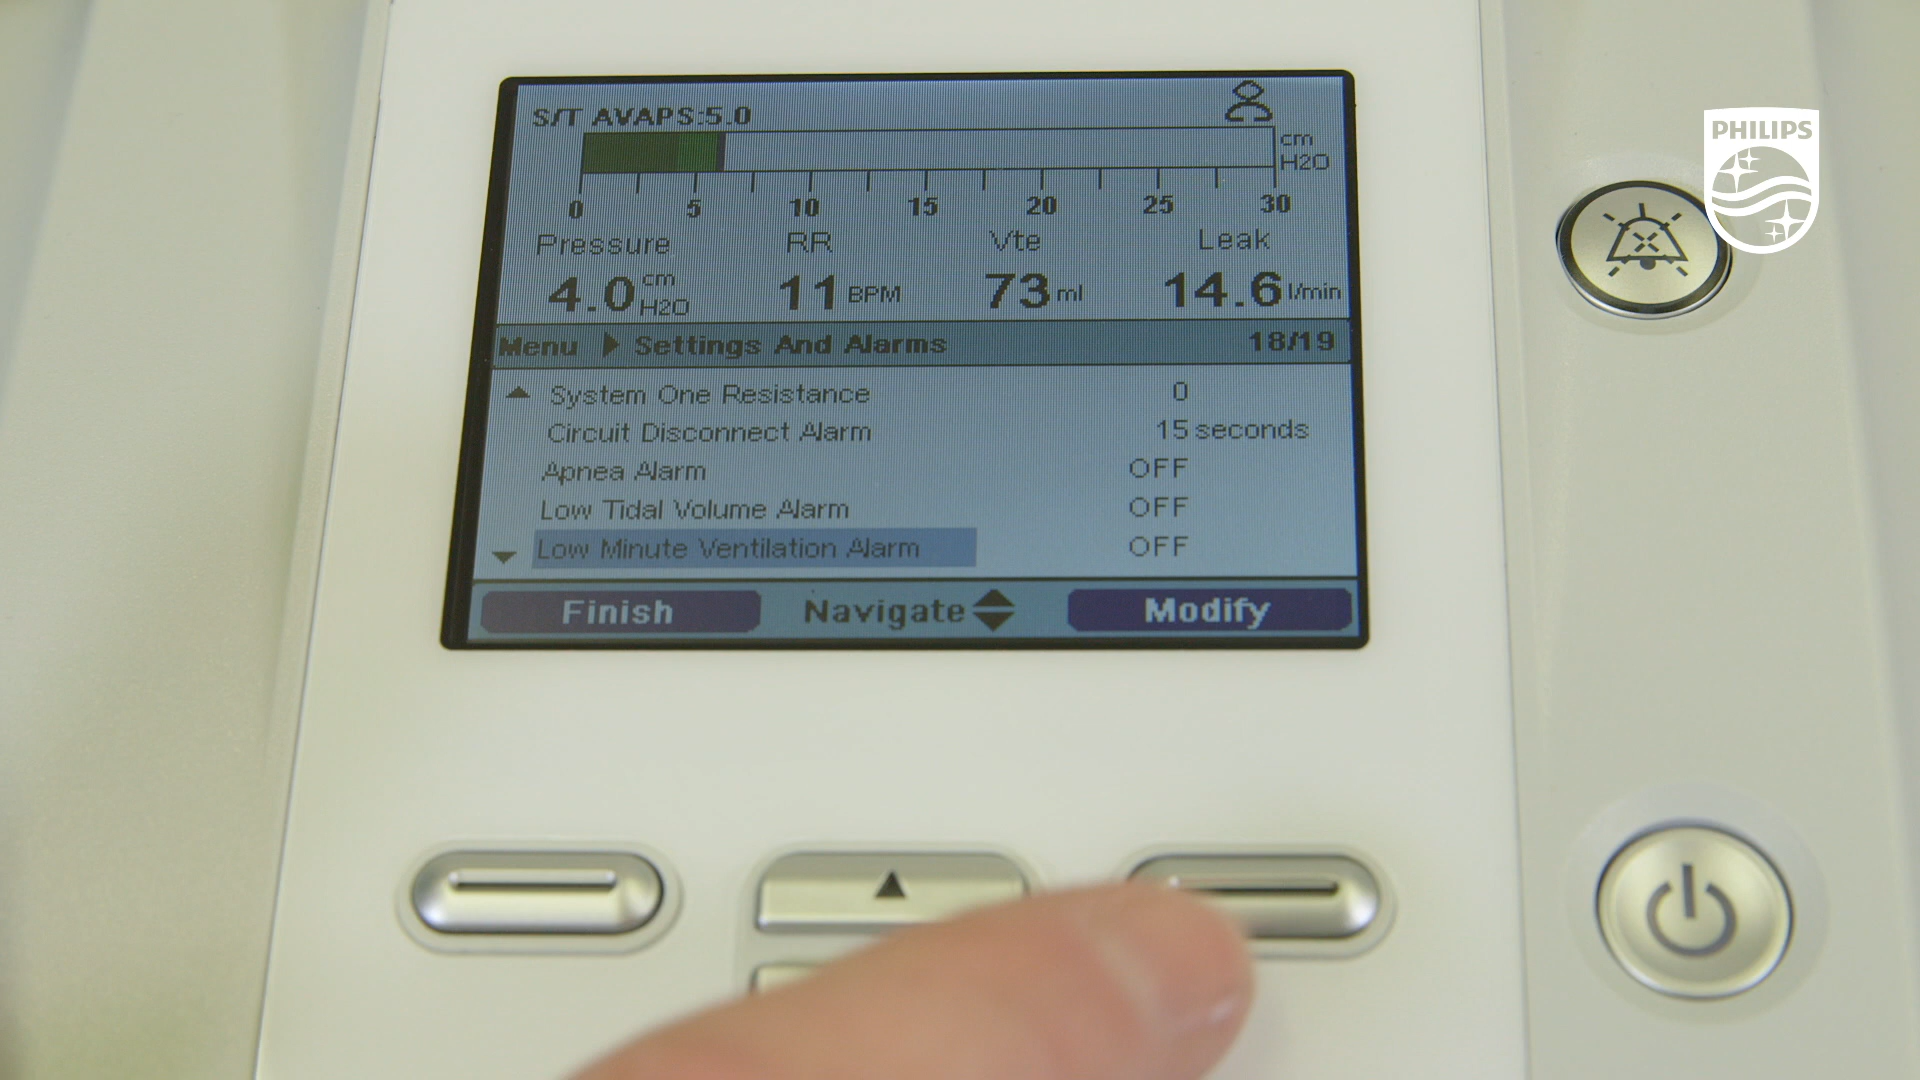 S/T AVAPS:5.0
cm
H2O
0 5 10 15 20 25 30
Pressure RR Vte Leak
4.0 cm H2O 11 BPM 73 ml 14.6 l/min
Menu Settings And Alarms 18/19
System One Resistance 0
Circuit Disconnect Alarm 15 seconds
Apnea Alarm OFF
Low Tidal Volume Alarm OFF
Low Minute Ventilation Alarm OFF
Finish Navigate Modify
PHILIPS